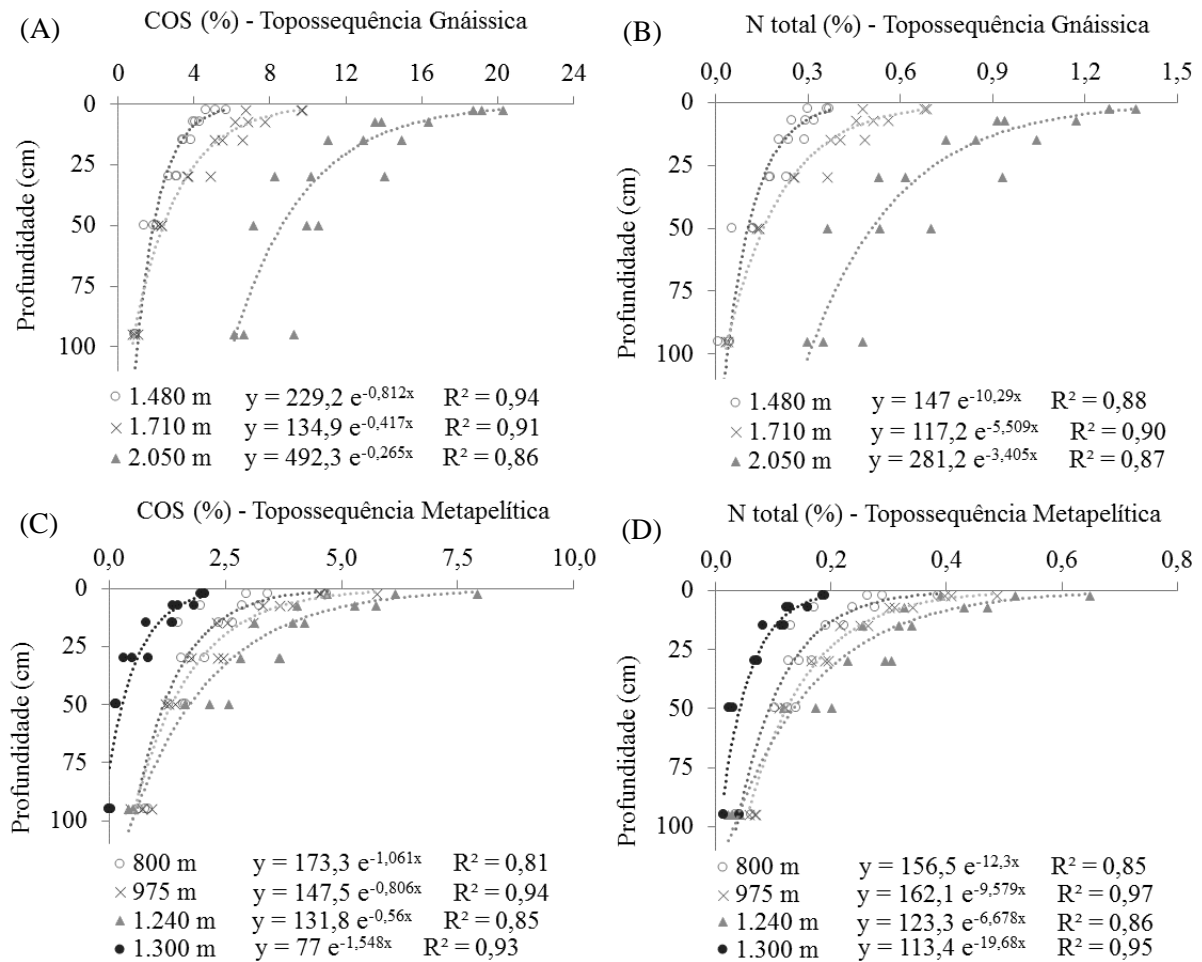 (A) COS (%) - Topossequência Gnáissica
0 4 8 12 16 20 24
0
25
50
75
100
Profundidade (cm)
1.480 m y = 229,2 e-0,812x R² = 0,94
1.710 m y = 134,9 e-0,417x R² = 0,91
2.050 m y = 492,3 e-0,265x R² = 0,86
(B) N total (%) - Topossequência Gnáissica
0,0 0,3 0,6 0,9 1,2 1,5
0
25
50
75
100
Profundidade (cm)
1.480 m y = 147 e-10,29x R² = 0,88
1.710 m y = 117,2 e-5,509x R² = 0,90
2.050 m y = 281,2 e-3,405x R² = 0,87
(C) COS (%) - Topossequência Metapelítica
0,0 2,5 5,0 7,5 10,0
0
25
50
75
100
Profundidade (cm)
800 m y = 173,3 e-1,061x R² = 0,81
975 m y = 147,5 e-0,806x R² = 0,94
1.240 m y = 131,8 e-0,56x R² = 0,85
1.300 m y = 77 e-1,548x R² = 0,93
(D) N total (%) - Topossequência Metapelítica
0,0 0,2 0,4 0,6 0,8
0
25
50
75
100
Profundidade (cm)
800 m y = 156,5 e-12,3x R² = 0,85
975 m y = 162,1 e-9,579x R² = 0,97
1.240 m y = 123,3 e-6,678x R² = 0,86
1.300 m y = 113,4 e-19,68x R² = 0,95